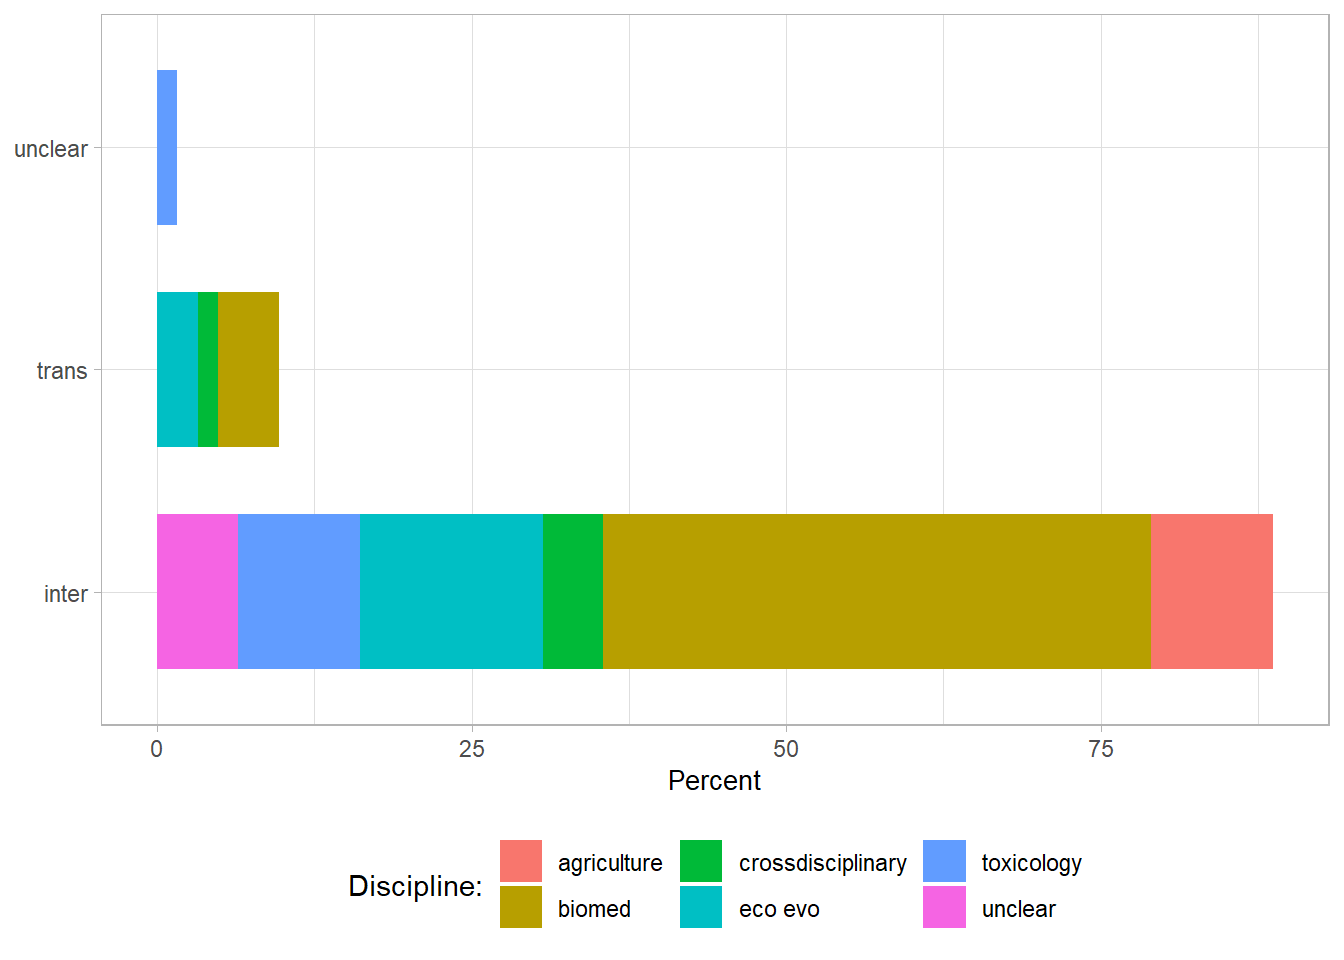 unclear
trans
inter
0 25 50 75
Percent
Discipline:
agriculture crossdisciplinary toxicology
biomed eco evo unclear